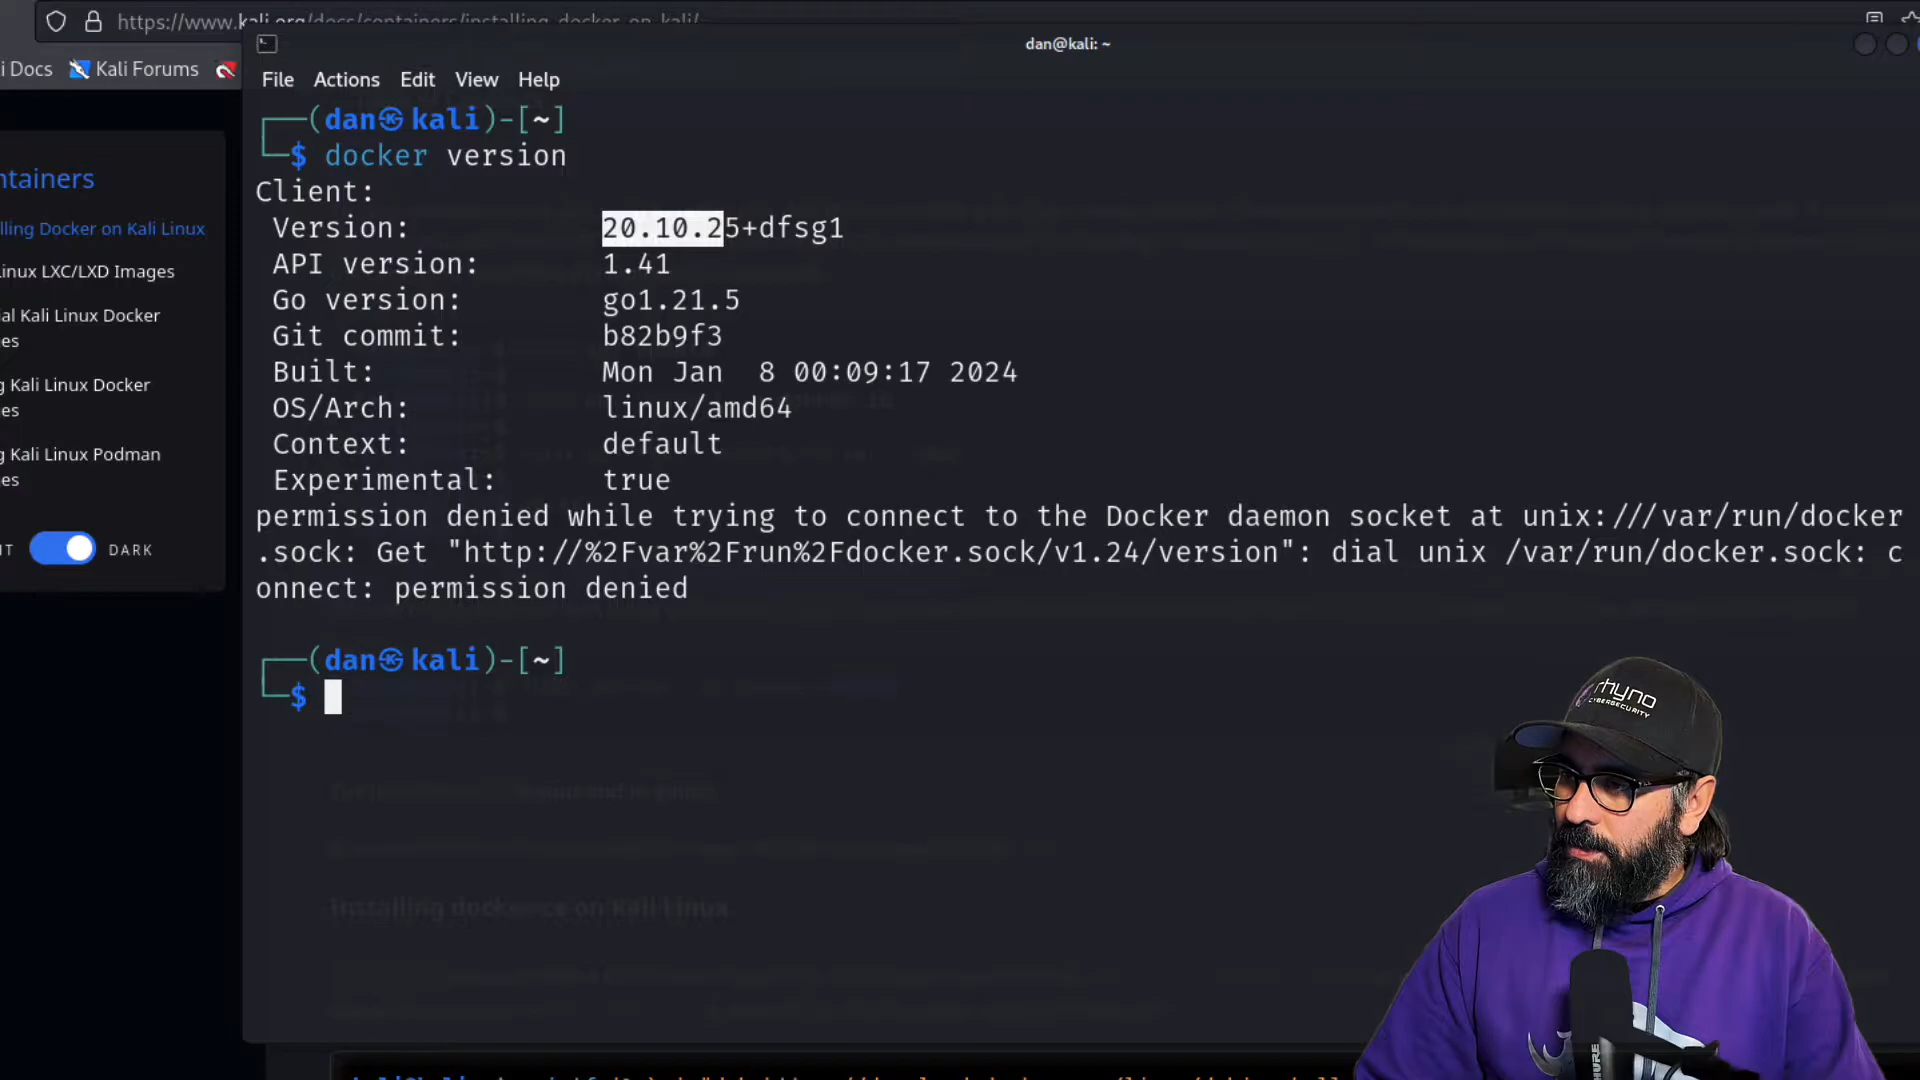 https://www.kali.org/docs/containers/installing_docker_on_kali/
dan@kali: ~
i Docs Kali Forums
File Actions Edit View Help
ntainers
lling Docker on Kali Linux
inux LXC/LXD Images
al Kali Linux Docker
es
g Kali Linux Docker
es
g Kali Linux Podman
es
T DARK
(dan㉿kali)-[~]
$ docker version
Client:
Version: 20.10.25+dfsg1
API version: 1.41
Go version: go1.21.5
Git commit: b82b9f3
Built: Mon Jan  8 00:09:17 2024
OS/Arch: linux/amd64
Context: default
Experimental: true
permission denied while trying to connect to the Docker daemon socket at unix:///var/run/docker
.sock: Get "http://%2Fvar%2Frun%2Fdocker.sock/v1.24/version": dial unix /var/run/docker.sock: c
onnect: permission denied
(dan㉿kali)-[~]
$
Installing docker-ce on Kali Linux
rhyno
CYBERSECURITY